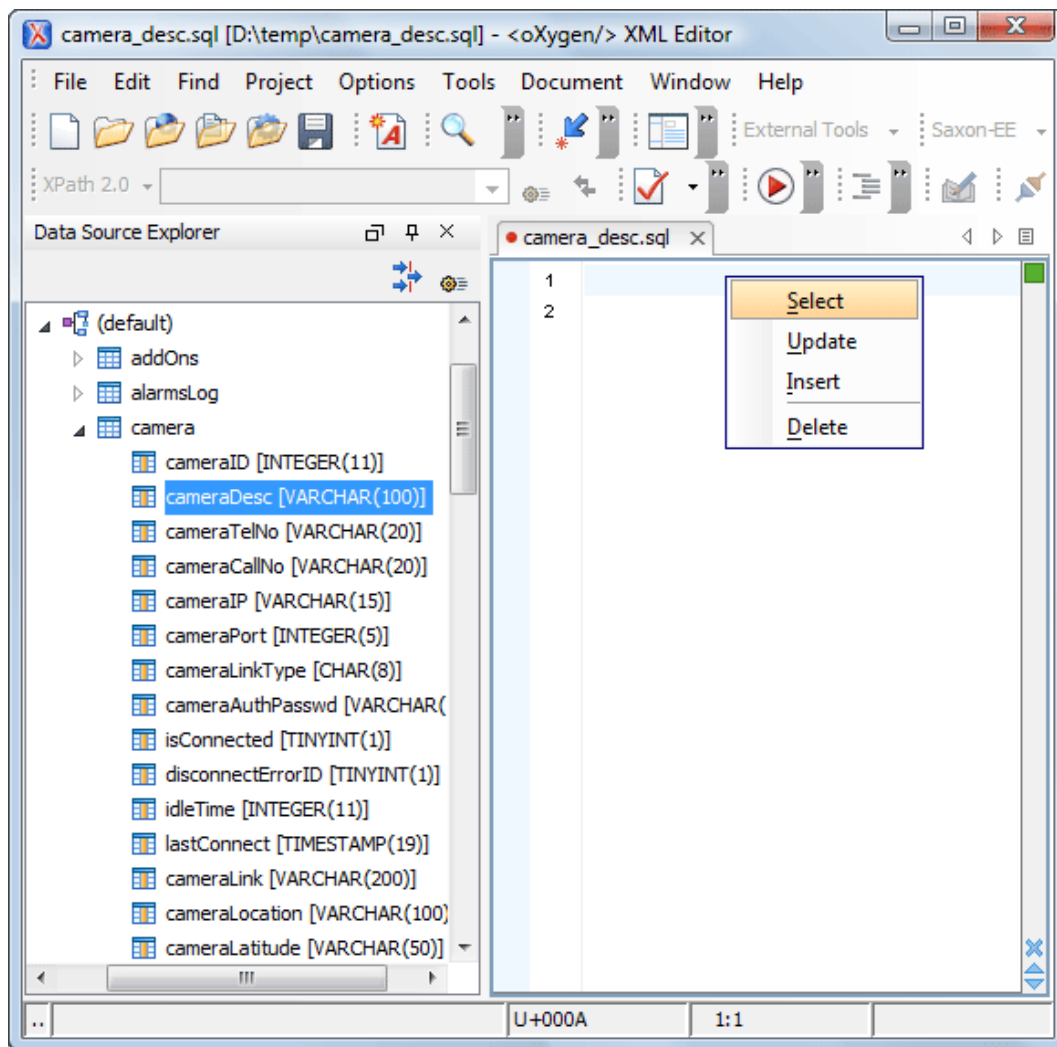 camera_desc.sql [D:\temp\camera_desc.sql] - <oXygen/> XML Editor
File Edit Find Project Options Tools Document Window Help
External Tools Saxon-EE
XPath 2.0
Data Source Explorer
camera_desc.sql
1
2
(default)
addOns
alarmsLog
camera
cameraID [INTEGER(11)]
cameraDesc [VARCHAR(100)]
cameraTelNo [VARCHAR(20)]
cameraCallNo [VARCHAR(20)]
cameraIP [VARCHAR(15)]
cameraPort [INTEGER(5)]
cameraLinkType [CHAR(8)]
cameraAuthPasswd [VARCHAR(
isConnected [TINYINT(1)]
disconnectErrorID [TINYINT(1)]
idleTime [INTEGER(11)]
lastConnect [TIMESTAMP(19)]
cameraLink [VARCHAR(200)]
cameraLocation [VARCHAR(100)
cameraLatitude [VARCHAR(50)]
Select
Update
Insert
Delete
..
U+000A
1:1